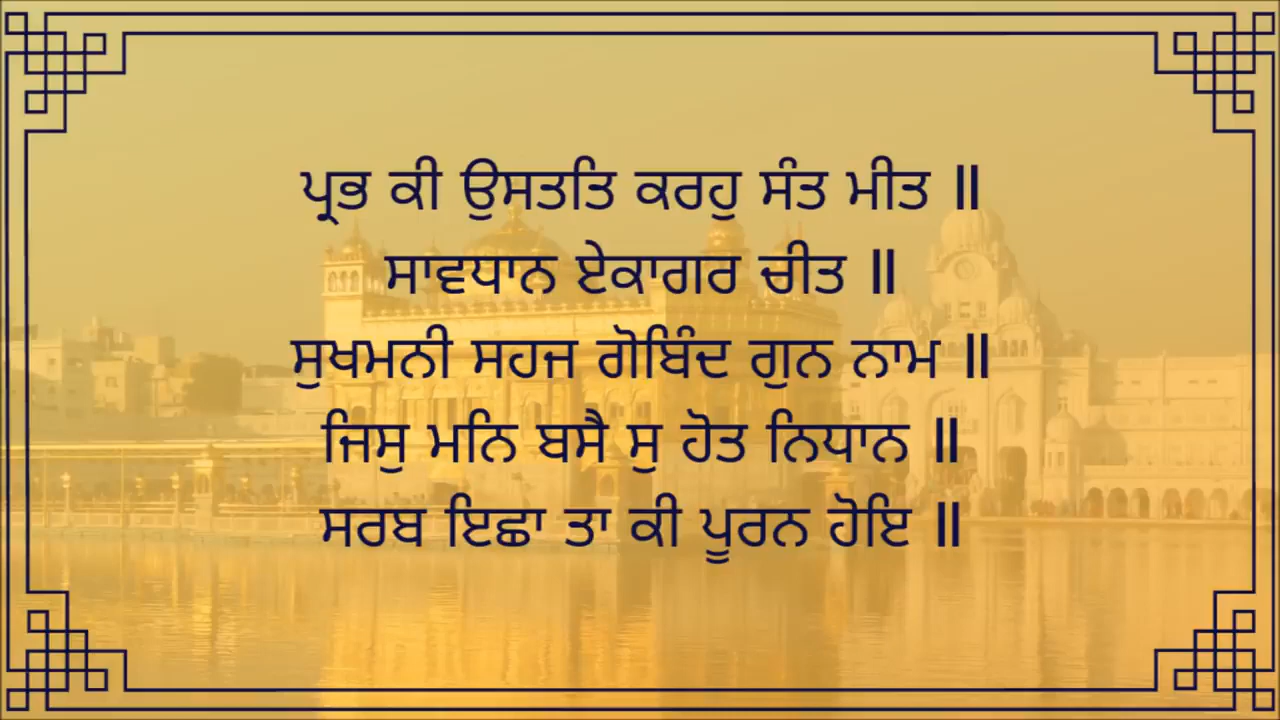 ਪ੍ਰਭ ਕੀ ਉਸਤਤਿ ਕਰਹੁ ਸੰਤ ਮੀਤ ॥
ਸਾਵਧਾਨ ਏਕਾਗਰ ਚੀਤ ॥
ਸੁਖਮਨੀ ਸਹਜ ਗੋਬਿੰਦ ਗੁਨ ਨਾਮ ॥
ਜਿਸੁ ਮਨਿ ਬਸੈ ਸੁ ਹੋਤ ਨਿਧਾਨ ॥
ਸਰਬ ਇਛਾ ਤਾ ਕੀ ਪੂਰਨ ਹੋਇ ॥